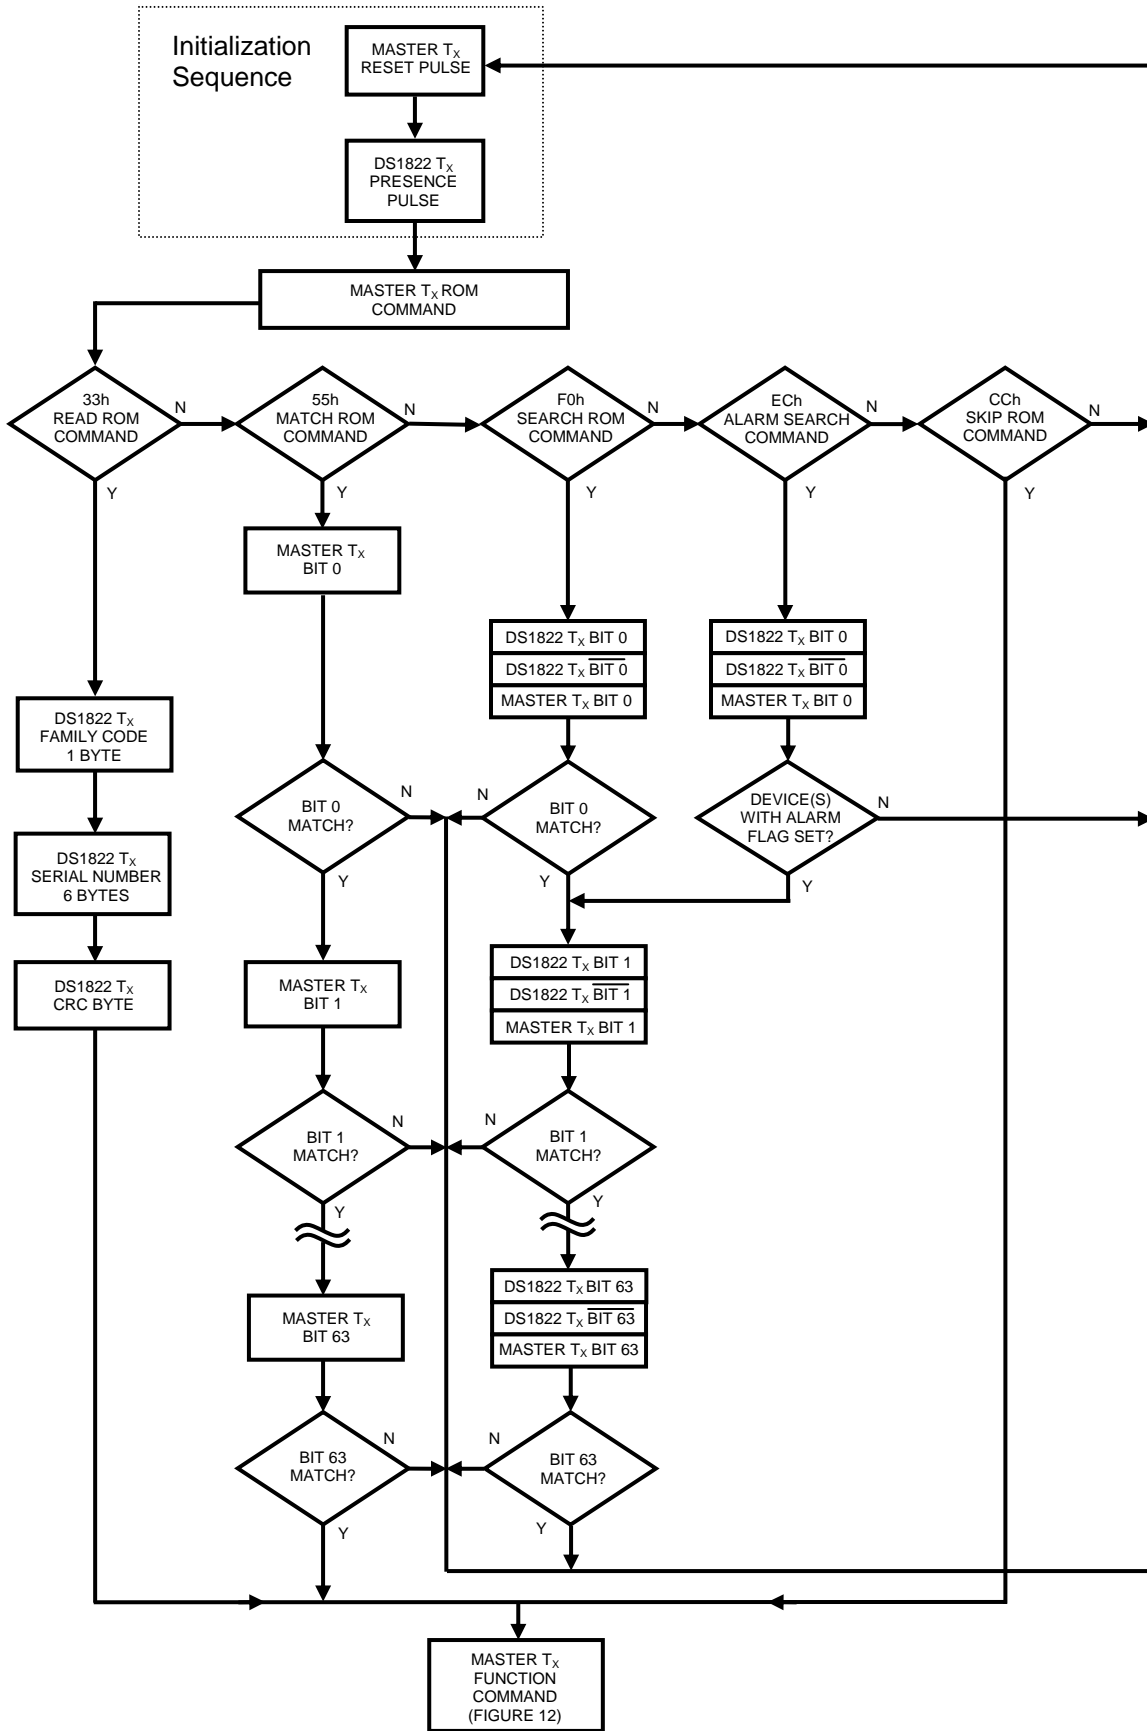 Initialization
Sequence
MASTER TX
RESET PULSE
DS1822 TX
PRESENCE
PULSE
MASTER TX ROM
COMMAND
33h
READ ROM
COMMAND
N
Y
55h
MATCH ROM
COMMAND
N
Y
F0h
SEARCH ROM
COMMAND
N
Y
ECh
ALARM SEARCH
COMMAND
N
Y
CCh
SKIP ROM
COMMAND
N
Y
MASTER TX
BIT 0
DS1822 TX BIT 0
DS1822 TX BIT 0
MASTER TX BIT 0
DS1822 TX BIT 0
DS1822 TX BIT 0
MASTER TX BIT 0
DS1822 TX
FAMILY CODE
1 BYTE
BIT 0
MATCH?
N
Y
BIT 0
MATCH?
N
Y
DEVICE(S)
WITH ALARM
FLAG SET?
N
Y
DS1822 TX
SERIAL NUMBER
6 BYTES
DS1822 TX
CRC BYTE
MASTER TX
BIT 1
DS1822 TX BIT 1
DS1822 TX BIT 1
MASTER TX BIT 1
BIT 1
MATCH?
N
Y
BIT 1
MATCH?
N
Y
MASTER TX
BIT 63
DS1822 TX BIT 63
DS1822 TX BIT 63
MASTER TX BIT 63
BIT 63
MATCH?
N
Y
BIT 63
MATCH?
N
Y
MASTER TX
FUNCTION
COMMAND
(FIGURE 12)